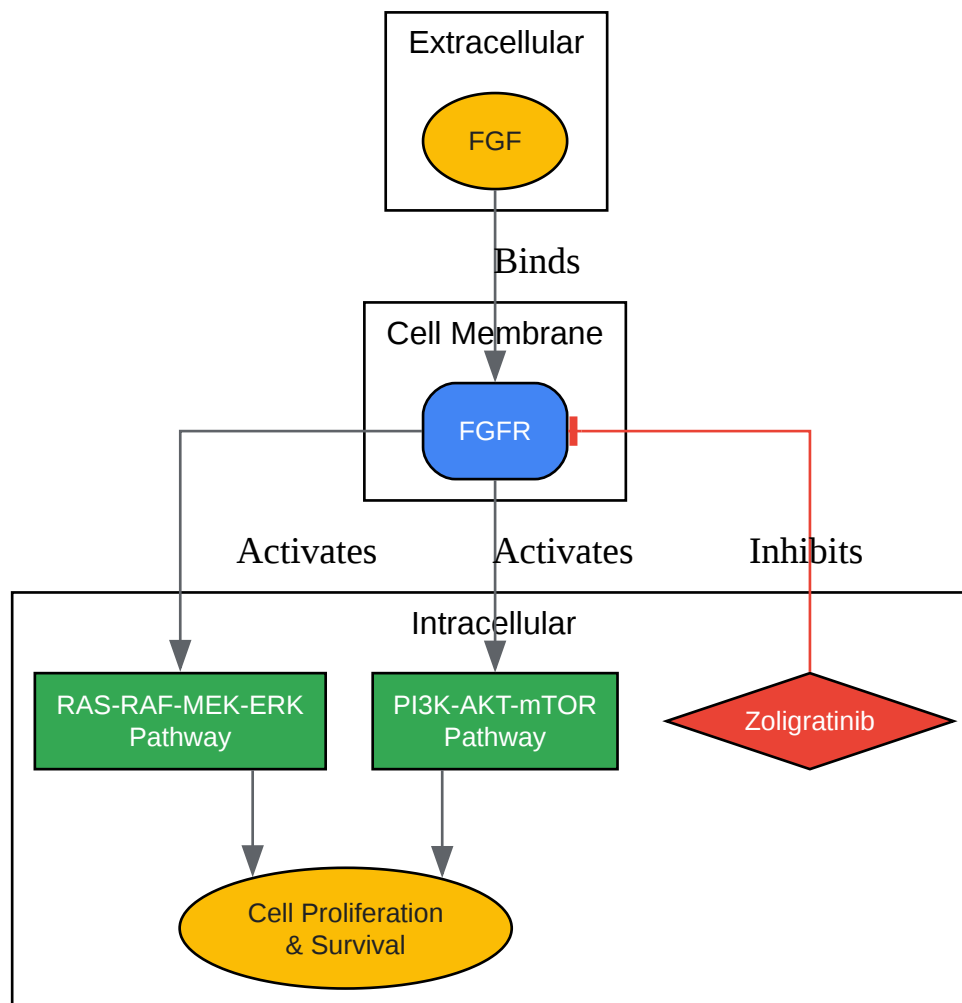 Extracellular
FGF
Binds
Cell Membrane
FGFR
Activates
Activates
Inhibits
Intracellular
RAS-RAF-MEK-ERK
Pathway
PI3K-AKT-mTOR
Pathway
Zoligratinib
Cell Proliferation
& Survival